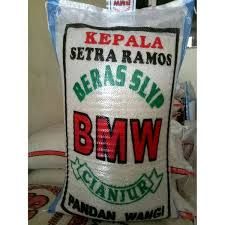 KEPALA
SETRA RAMOS
BERAS SLYP
BMW
CIANJUR
PANDAN WANGI